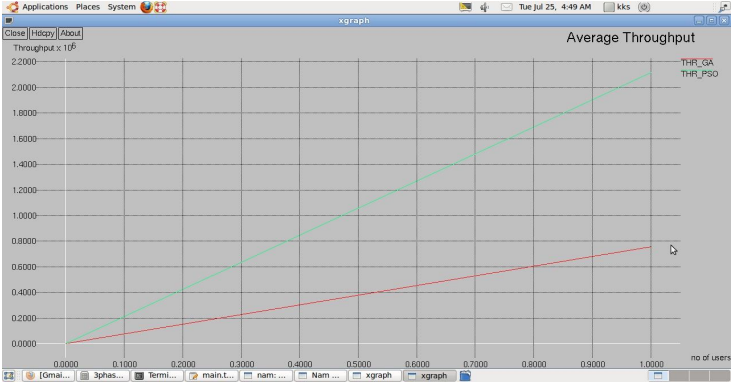 Applications Places System Tue Jul 25, 4:49 AM kks
xgraph
Close Hdcpy About
Average Throughput
Throughput x 10^6
THR_GA
THR_PSO
2.2000
2.0000
1.8000
1.6000
1.4000
1.2000
1.0000
0.8000
0.6000
0.4000
0.2000
0.0000
no of users
0.0000 0.1000 0.2000 0.3000 0.4000 0.5000 0.6000 0.7000 0.8000 0.9000 1.0000
[Gmai... 3phas... Termi... main.t... nam: ... Nam ... xgraph xgraph